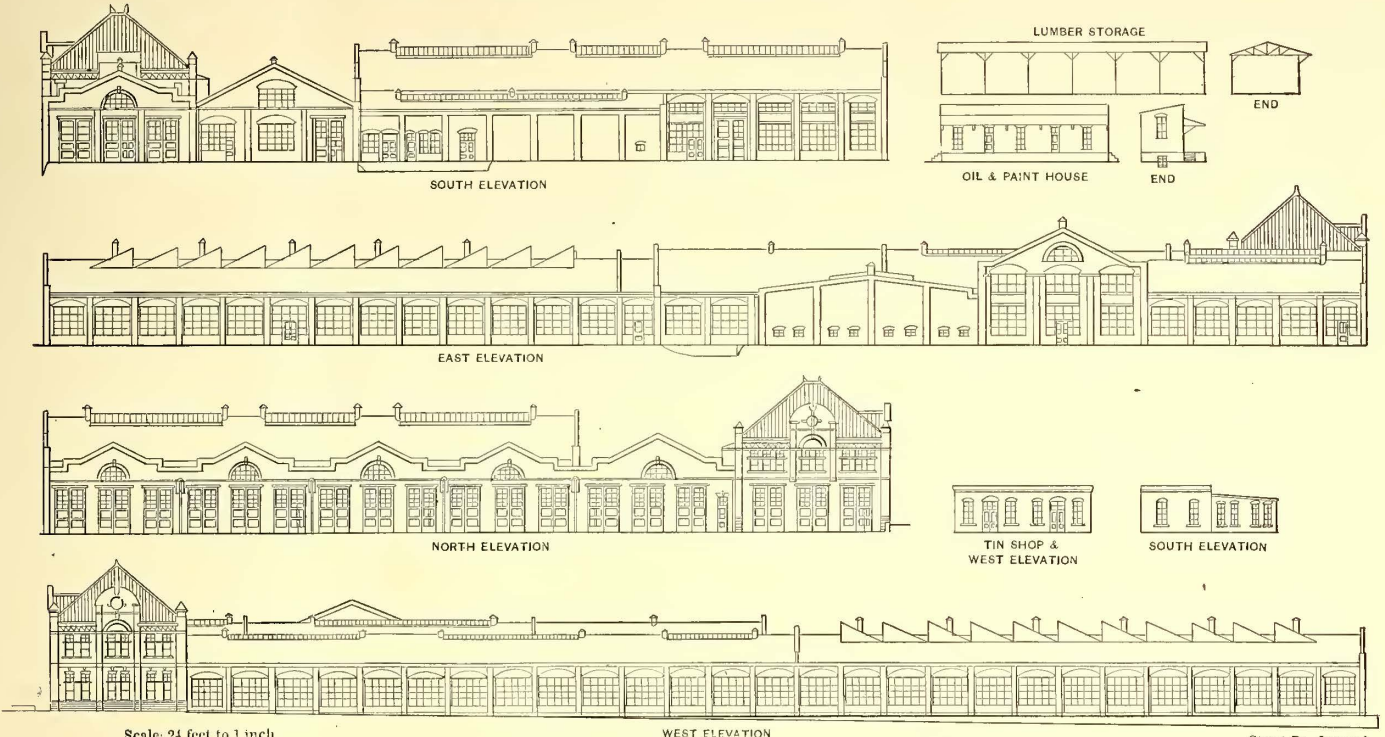 LUMBER STORAGE
END
SOUTH ELEVATION
OIL & PAINT HOUSE
END
EAST ELEVATION
NORTH ELEVATION
TIN SHOP &
WEST ELEVATION
SOUTH ELEVATION
Scale: 24 feet to 1 inch
WEST ELEVATION